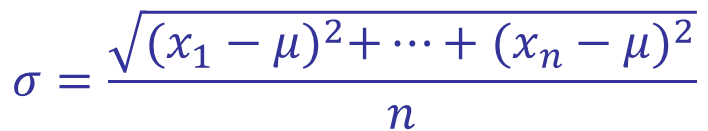 σ = √((x₁ − μ)² + ⋯ + (xₙ − μ)²) / n